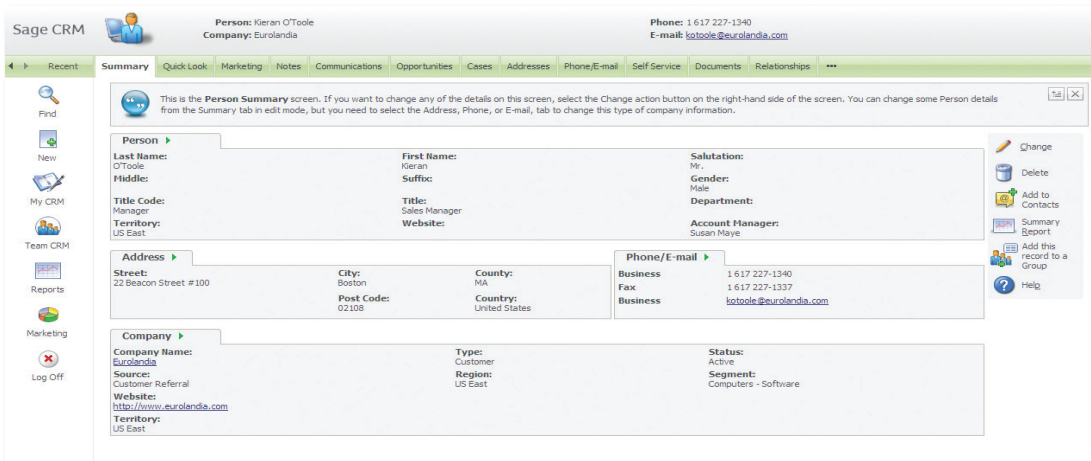 Sage CRM
Person: Kieran O'Toole
Company: Eurolandia
Phone: 1 617 227-1340
E-mail: kotoole@eurolandia.com
Recent
Summary Quick Look Marketing Notes Communications Opportunities Cases Addresses Phone/E-mail Self Service Documents Relationships •••
Find
New
My CRM
Team CRM
Reports
Marketing
Log Off
This is the Person Summary screen. If you want to change any of the details on this screen, select the Change action button on the right-hand side of the screen. You can change some Person details
from the Summary tab in edit mode, but you need to select the Address, Phone, or E-mail, tab to change this type of company information.
Person
Last Name: First Name: Salutation:
O'Toole Kieran Mr.
Middle: Suffix: Gender:
Male
Title Code: Title: Department:
Manager Sales Manager
Territory: Website: Account Manager:
US East Susan Maye
Address
Street: City: County:
22 Beacon Street #100 Boston MA
Post Code: Country:
02108 United States
Phone/E-mail
Business 1 617 227-1340
Fax 1 617 227-1337
Business kotoole@eurolandia.com
Company
Company Name: Type: Status:
Eurolandia Customer Active
Source: Region: Segment:
Customer Referral US East Computers - Software
Website:
http://www.eurolandia.com
Territory:
US East
Change
Delete
Add to
Contacts
Summary
Report
Add this
record to a
Group
Help